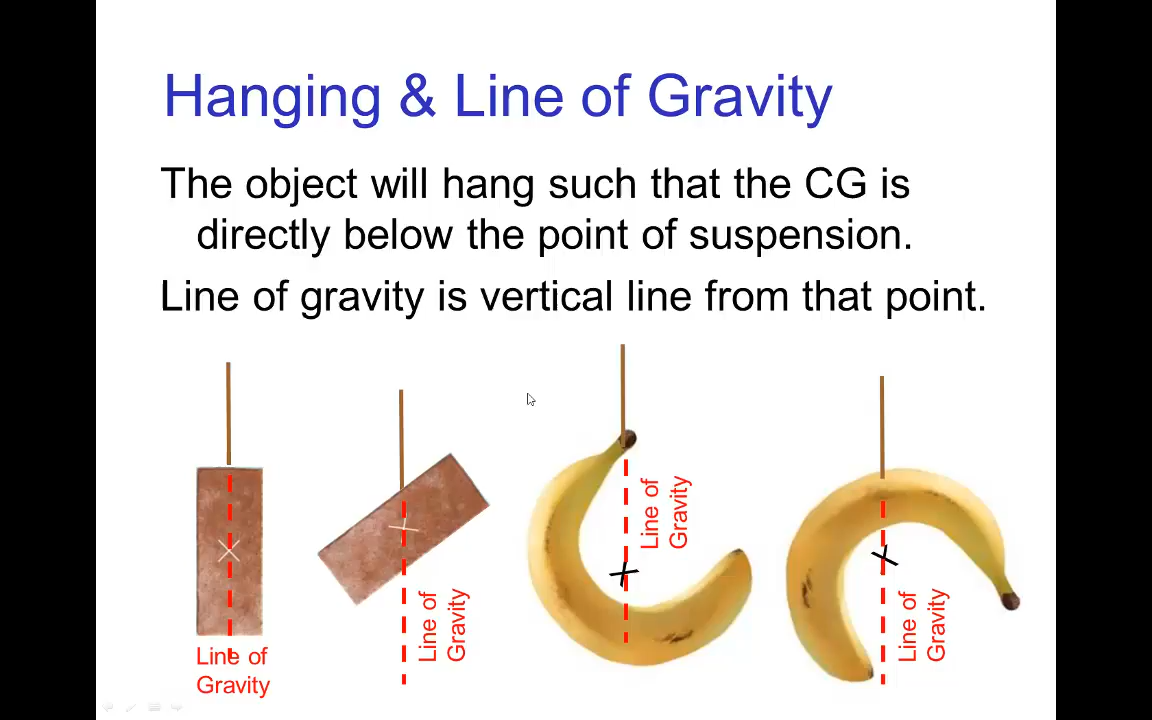 Hanging & Line of Gravity
The object will hang such that the CG is
directly below the point of suspension.
Line of gravity is vertical line from that point.
Line of
Gravity
Line of
Gravity
Line of
Gravity
Line of
Gravity